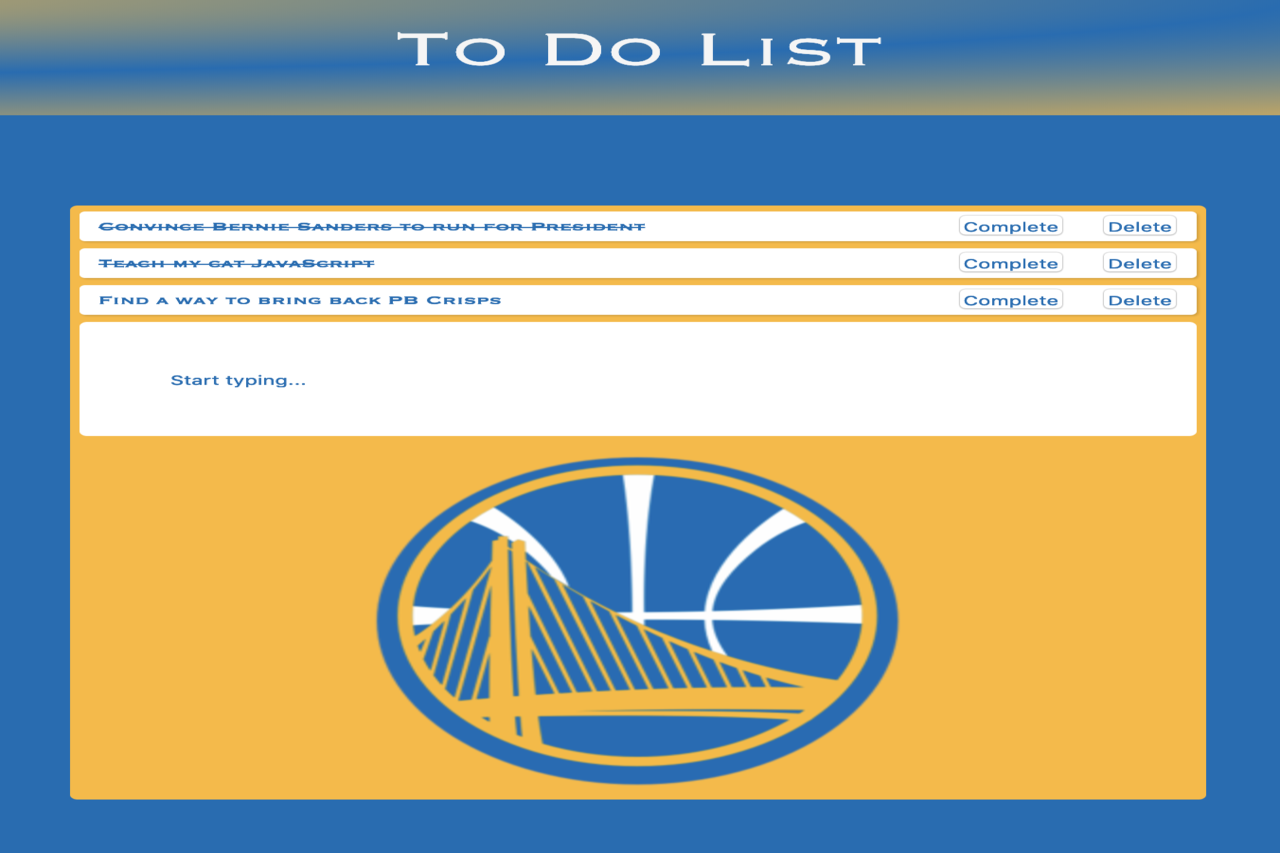 To Do List
Convince Bernie Sanders to run for President Complete Delete
Teach my cat JavaScript Complete Delete
Find a way to bring back PB Crisps Complete Delete
Start typing...